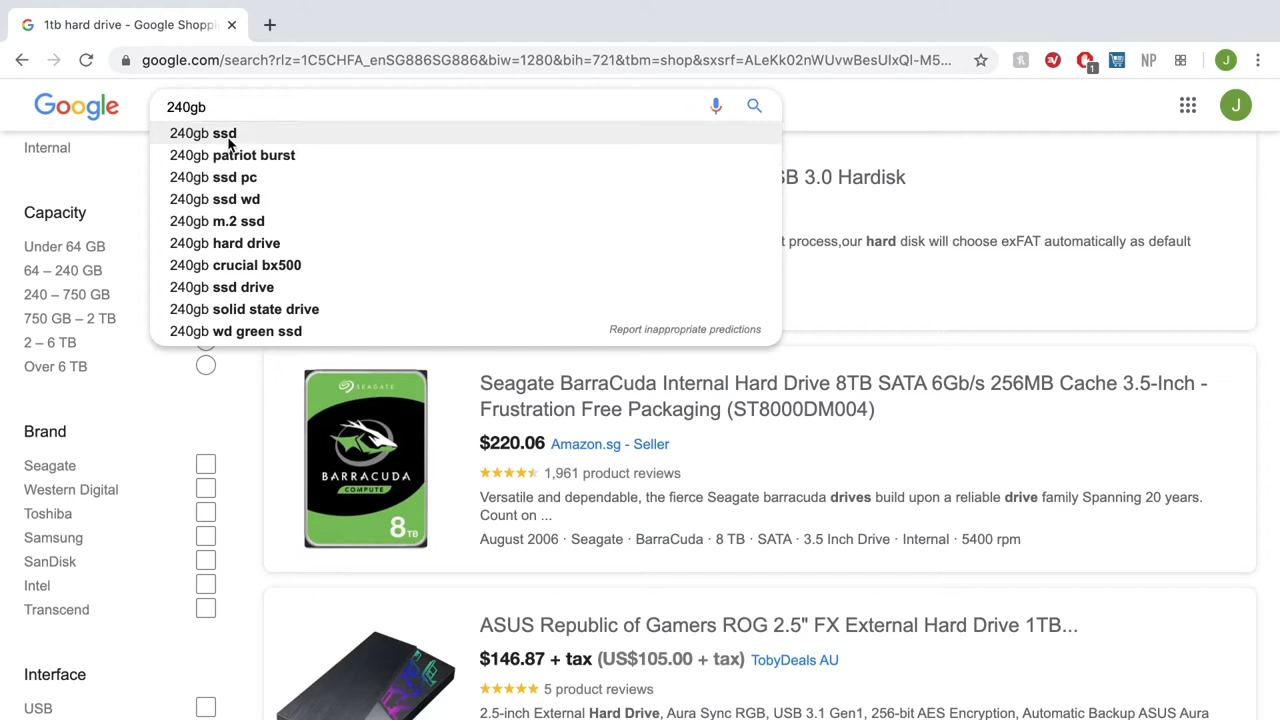 1tb hard drive - Google Shoppi
google.com/search?rlz=1C5CHFA_enSG886SG886&biw=1280&bih=721&tbm=shop&sxsrf=ALeKk02nWUvwBesUIxQI-M5...
1
NP
J
Google
240gb
J
240gb ssd
240gb patriot burst
240gb ssd pc
240gb ssd wd
240gb m.2 ssd
240gb hard drive
240gb crucial bx500
240gb ssd drive
240gb solid state drive
240gb wd green ssd
Report inappropriate predictions
Internal
Capacity
Under 64 GB
64 – 240 GB
240 – 750 GB
750 GB – 2 TB
2 – 6 TB
Over 6 TB
Brand
Seagate
Western Digital
Toshiba
Samsung
SanDisk
Intel
Transcend
Interface
USB
SB 3.0 Hardisk
t process,our hard disk will choose exFAT automatically as default
SEAGATE
BARRACUDA
COMPUTE
8TB
Seagate BarraCuda Internal Hard Drive 8TB SATA 6Gb/s 256MB Cache 3.5-Inch -
Frustration Free Packaging (ST8000DM004)
$220.06 Amazon.sg - Seller
1,961 product reviews
Versatile and dependable, the fierce Seagate barracuda drives build upon a reliable drive family Spanning 20 years.
Count on ...
August 2006 · Seagate · BarraCuda · 8 TB · SATA · 3.5 Inch Drive · Internal · 5400 rpm
ASUS Republic of Gamers ROG 2.5" FX External Hard Drive 1TB...
$146.87 + tax (US$105.00 + tax) TobyDeals AU
5 product reviews
2.5-inch External Hard Drive, Aura Sync RGB, USB 3.1 Gen1, 256-bit AES Encryption, Automatic Backup ASUS Aura